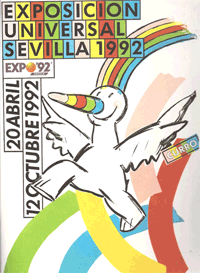 EXPOSICION
UNIVERSAL
SEVILLA 1992
EXPO'92
20 ABRIL
12 OCTUBRE 1992
CURRO